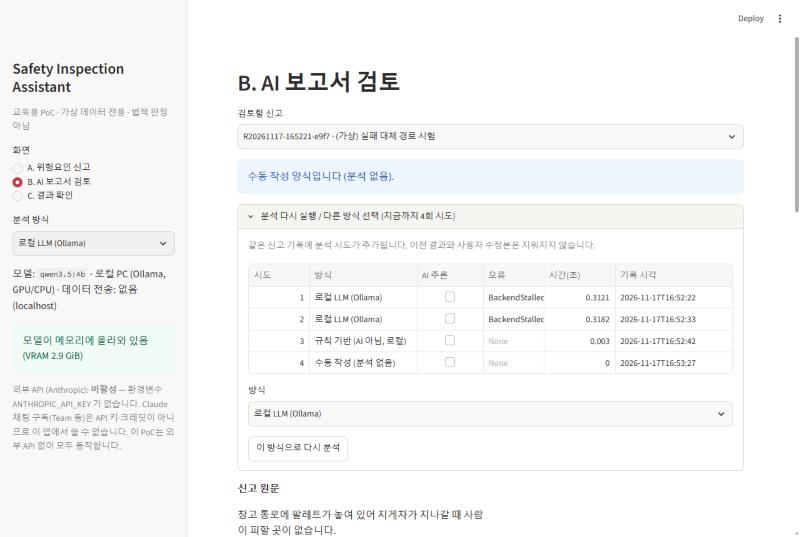 Deploy
Safety Inspection
Assistant
교육용 PoC · 가상 데이터 전용 · 법적 판정
아님
화면
A. 위험요인 신고
B. AI 보고서 검토
C. 결과 확인
분석 방식
로컬 LLM (Ollama)
모델: qwen3.5:4b · 로컬 PC (Ollama,
GPU/CPU) · 데이터 전송: 없음
(localhost)
모델이 메모리에 올라와 있음
(VRAM 2.9 GiB)
외부 API (Anthropic): 비활성 — 환경변수
ANTHROPIC_API_KEY 가 없습니다. Claude
채팅 구독(Team 등)은 API 키·크레딧이 아니
므로 이 앱에서 쓸 수 없습니다. 이 PoC는 외
부 API 없이 모두 동작합니다.
B. AI 보고서 검토
검토할 신고
R20261117-165221-e9f7 · (가상) 실패 대체 경로 시험
수동 작성 양식입니다 (분석 없음).
분석 다시 실행 / 다른 방식 선택 (지금까지 4회 시도)
같은 신고 기록에 분석 시도가 추가됩니다. 이전 결과와 사용자 수정본은 지워지지 않습니다.
시도 방식 AI 추론 오류 시간(초) 기록 시각
1 로컬 LLM (Ollama) BackendStallec 0.3121 2026-11-17T16:52:22
2 로컬 LLM (Ollama) BackendStallec 0.3182 2026-11-17T16:52:33
3 규칙 기반 (AI 아님, 로컬) None 0.003 2026-11-17T16:52:42
4 수동 작성 (분석 없음) None 0 2026-11-17T16:53:27
방식
로컬 LLM (Ollama)
이 방식으로 다시 분석
신고 원문
창고 통로에 팔레트가 놓여 있어 지게차가 지나갈 때 사람
이 피할 곳이 없습니다.